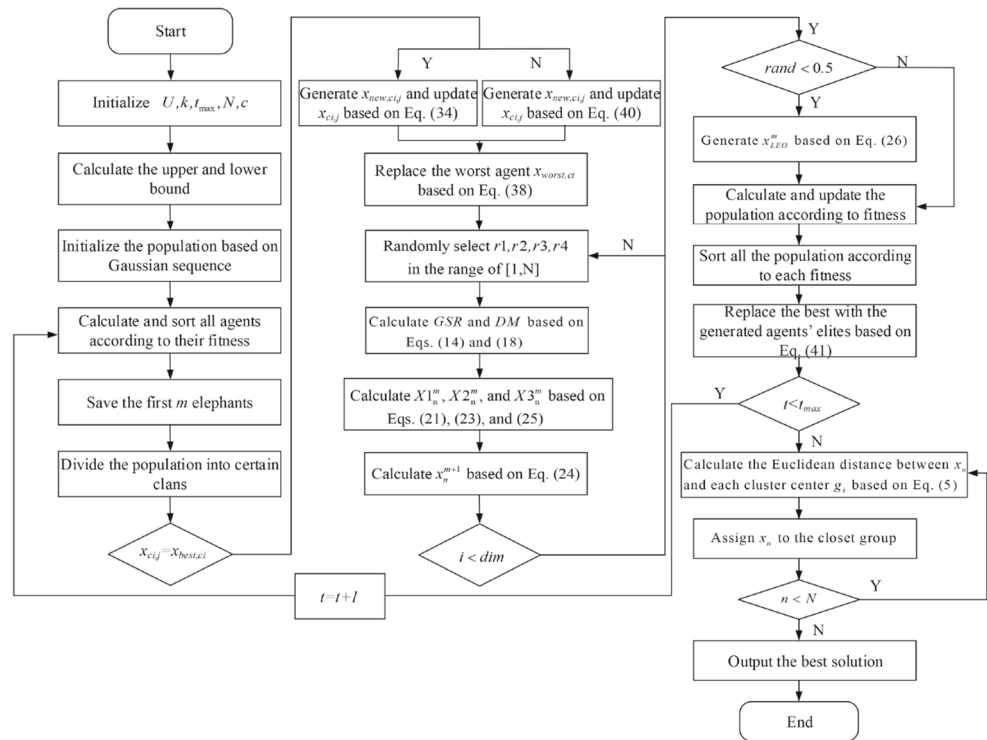 Start
Initialize U,k,t_max,N,c
Calculate the upper and lower
bound
Initialize the population based on
Gaussian sequence
Calculate and sort all agents
according to their fitness
Save the first m elephants
Divide the population into certain
clans
x_ci,j=x_best,ci
Y
N
Generate x_new,ci,j and update
x_ci,j based on Eq. (34)
Generate x_new,ci,j and update
x_ci,j based on Eq. (40)
Replace the worst agent x_worst,ci
based on Eq. (38)
Randomly select r1,r2,r3,r4
in the range of [1,N]
N
Calculate GSR and DM based on
Eqs. (14) and (18)
Calculate X1_n^m, X2_n^m, and X3_n^m based on
Eqs. (21), (23), and (25)
Calculate x_n^m+1 based on Eq. (24)
i < dim
t=t+1
Y
rand < 0.5
N
Y
Generate x_LEO^m based on Eq. (26)
Calculate and update the
population according to fitness
Sort all the population according
to each fitness
Replace the best with the
generated agents' elites based on
Eq. (41)
Y
t<t_max
N
Calculate the Euclidean distance between x_n
and each cluster center g_i based on Eq. (5)
Assign x_n to the closet group
n < N
Y
N
Output the best solution
End